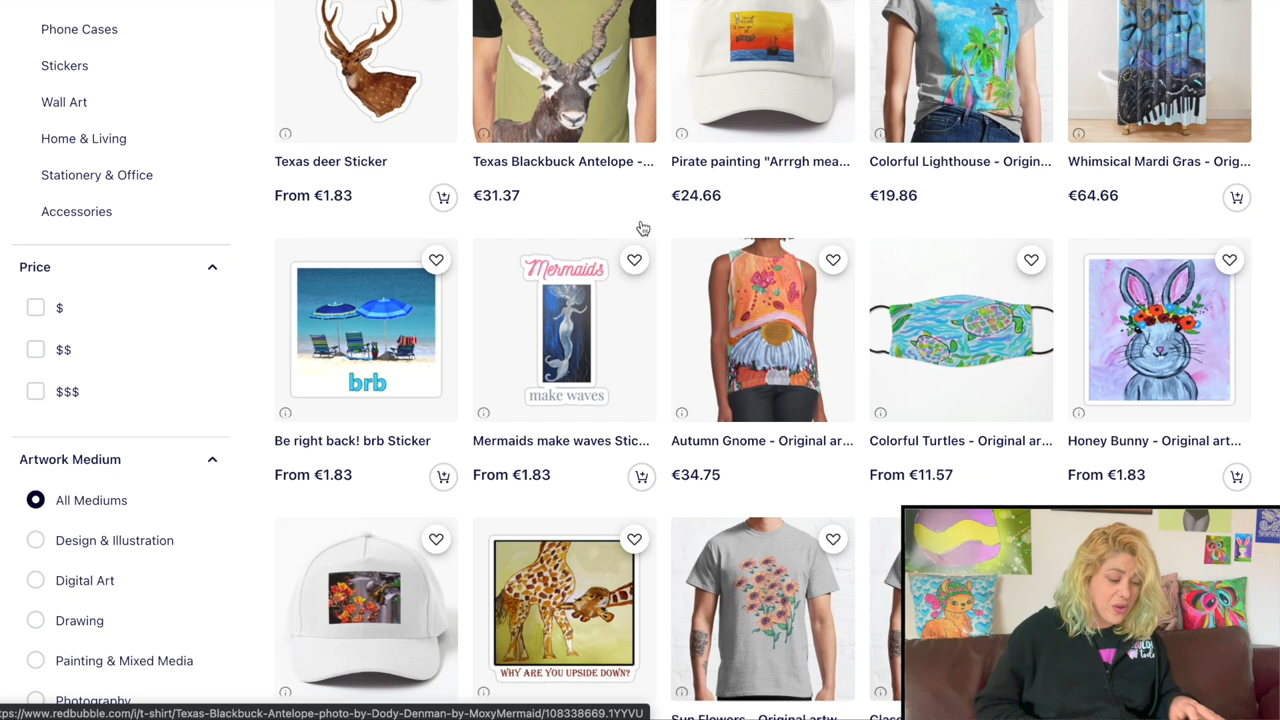 Phone Cases
Stickers
Wall Art
Home & Living
Stationery & Office
Accessories
Price
$
$$
$$$
Artwork Medium
All Mediums
Design & Illustration
Digital Art
Drawing
Painting & Mixed Media
Photography
Texas deer Sticker
From €1.83
Texas Blackbuck Antelope -...
€31.37
Pirate painting "Arrrgh mea...
€24.66
Colorful Lighthouse - Origin...
€19.86
Whimsical Mardi Gras - Orig...
€64.66
brb
Be right back! brb Sticker
From €1.83
Mermaids
make waves
Mermaids make waves Stic...
From €1.83
Autumn Gnome - Original ar...
€34.75
Colorful Turtles - Original ar...
From €11.57
Honey Bunny - Original art...
From €1.83
WHY ARE YOU UPSIDE DOWN?
Sun Flowers - Original artw
ps://www.redbubble.com/i/t-shirt/Texas-Blackbuck-Antelope-photo-by-Dody-Denman-by-MoxyMermaid/108338669.1YYVU